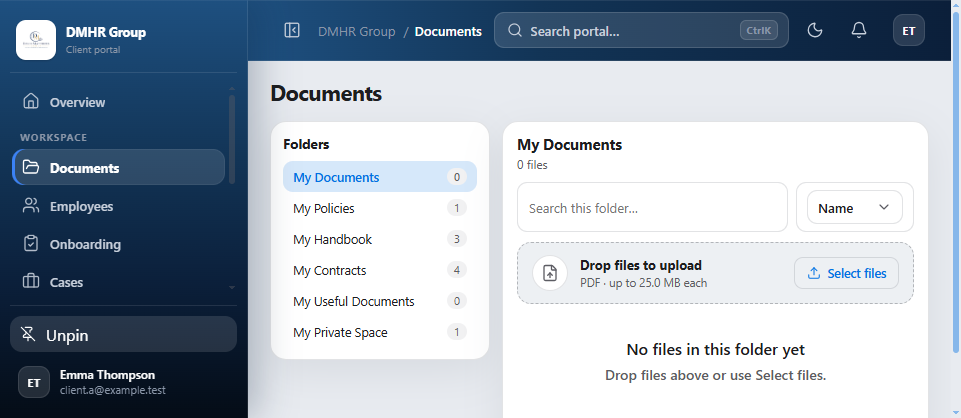 DMHR Group
Client portal
Overview
WORKSPACE
Documents
Employees
Onboarding
Cases
Unpin
ET
Emma Thompson
client.a@example.test
DMHR Group / Documents
Search portal...
CtrlK
ET
Documents
Folders
My Documents 0
My Policies 1
My Handbook 3
My Contracts 4
My Useful Documents 0
My Private Space 1
My Documents
0 files
Search this folder...
Name
Drop files to upload
PDF · up to 25.0 MB each
Select files
No files in this folder yet
Drop files above or use Select files.